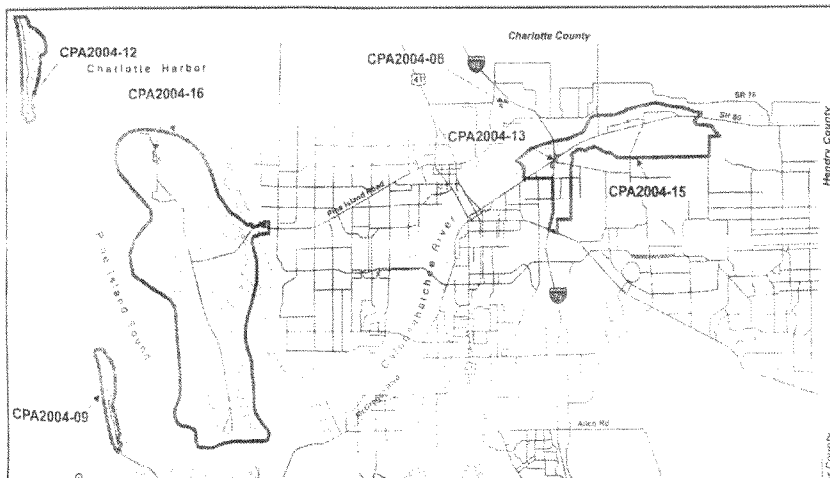 Charlotte County
CPA2004-12
Charlotte Harbor
CPA2004-08
41
CPA2004-16
SR 78
SR 80
CPA2004-13
Hendry County
CPA2004-15
Pine Island Road
Pine Island Sound
Caloosahatchee River
CPA2004-09
Alico Rd
County